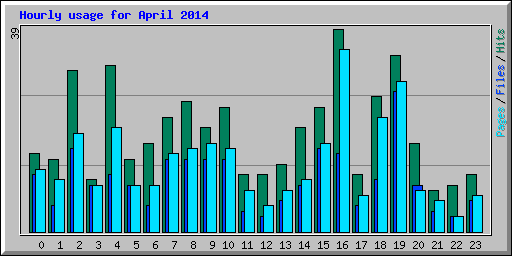 Hourly usage for April 2014
39
Pages / Files / Hits
0 1 2 3 4 5 6 7 8 9 10 11 12 13 14 15 16 17 18 19 20 21 22 23